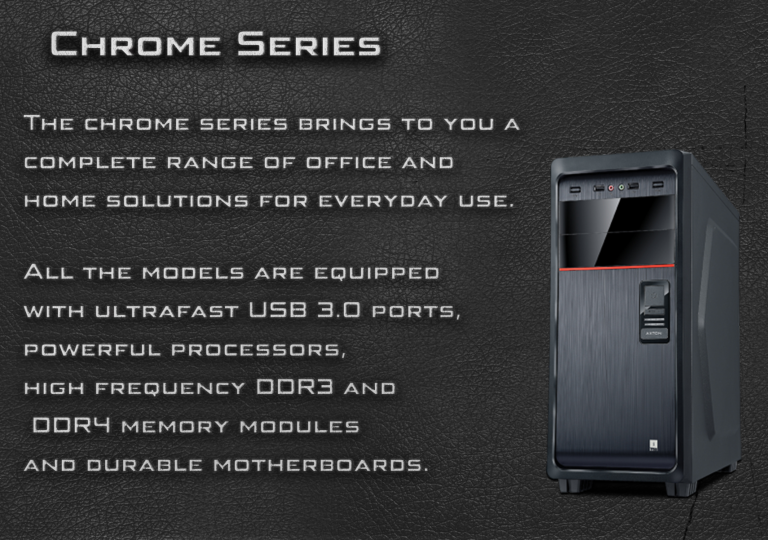 Chrome Series
The chrome series brings to you a
complete range of office and
home solutions for everyday use.
All the models are equipped
with ultrafast USB 3.0 ports,
powerful processors,
high frequency DDR3 and
DDR4 memory modules
and durable motherboards.